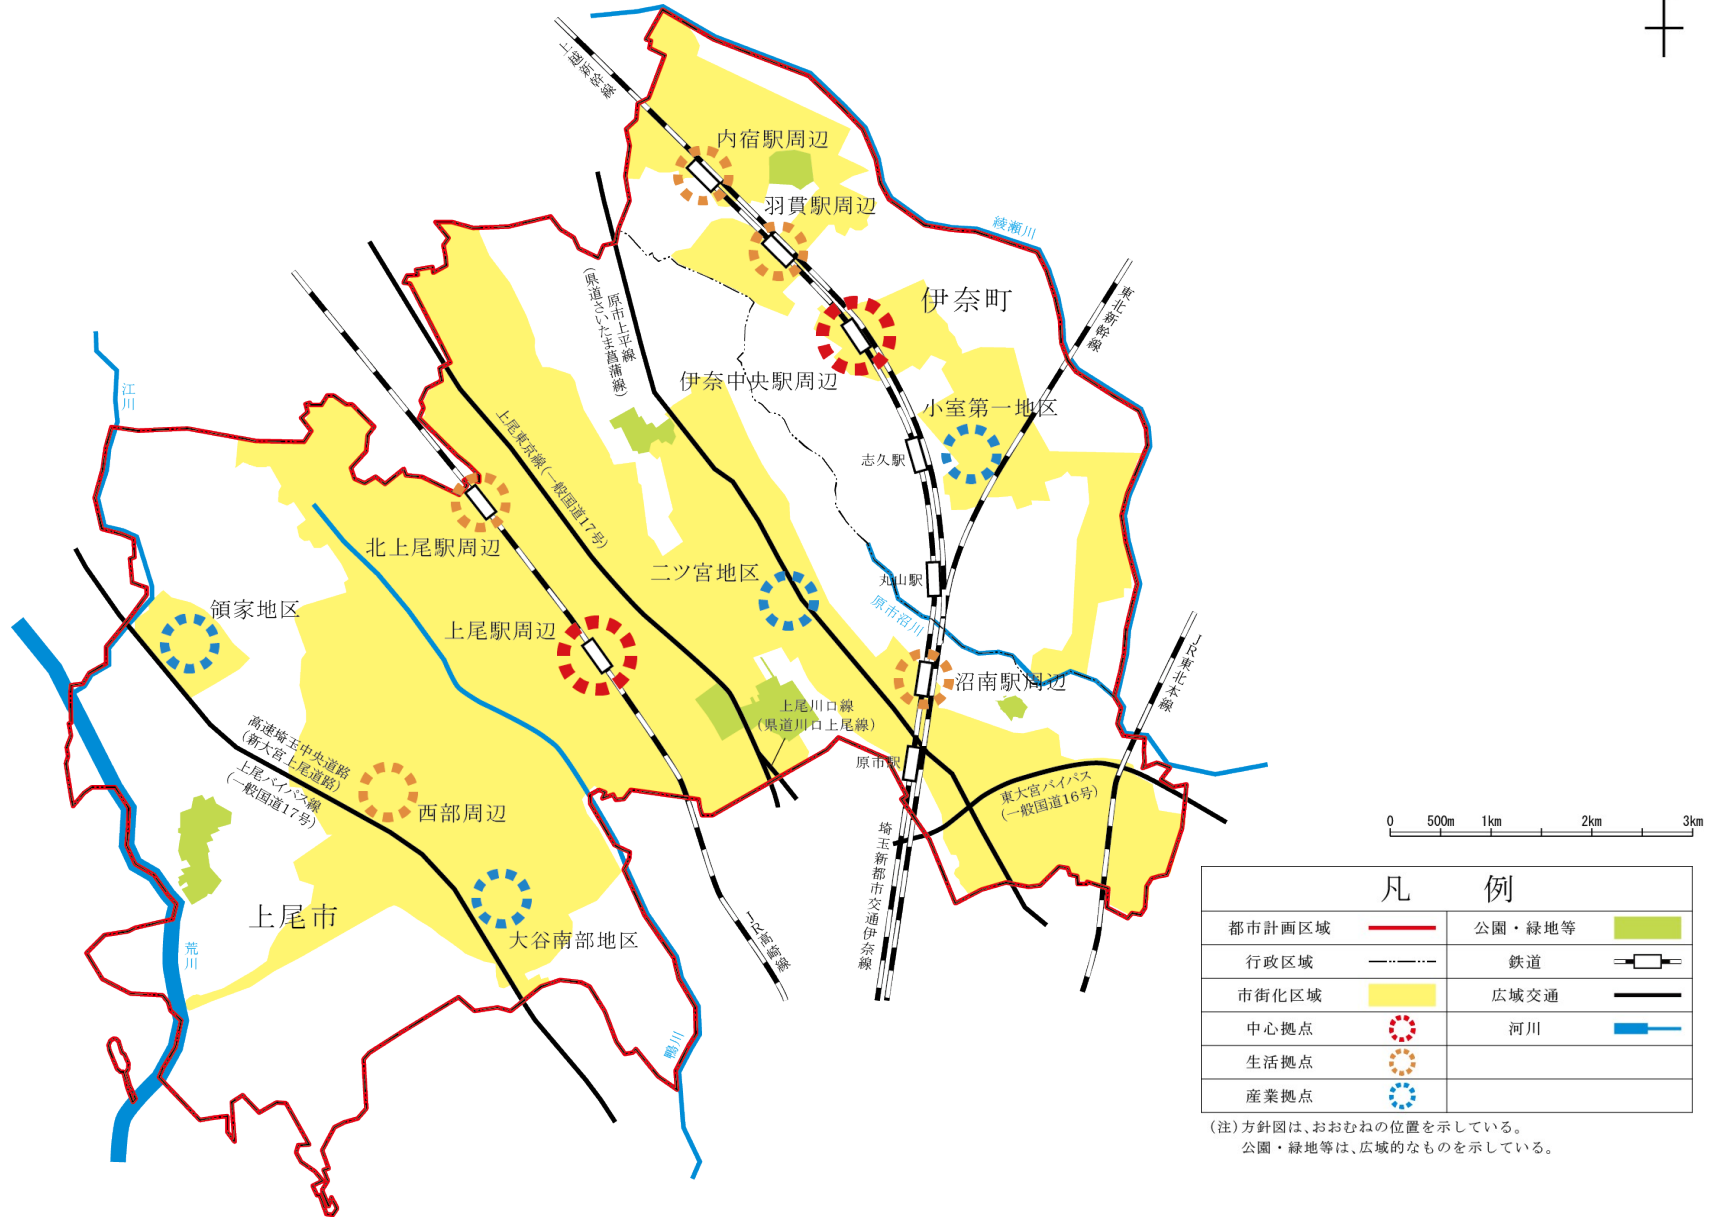 上越新幹線
内宿駅周辺
羽貫駅周辺
綾瀬川
伊奈町
東北新幹線
原市上平線
(県道さいたま菖蒲線)
伊奈中央駅周辺
小室第一地区
江川
上尾東京線(一般国道17号)
志久駅
北上尾駅周辺
二ツ宮地区
丸山駅
原市沼川
領家地区
上尾駅周辺
JR東北本線
沼南駅周辺
上尾川口線
(県道川口上尾線)
高速埼玉中央道路
(新大宮上尾道路)
上尾バイパス線
(一般国道17号)
原市駅
東大宮バイパス
(一般国道16号)
西部周辺
埼玉新都市交通伊奈線
上尾市
大谷南部地区
荒川
JR高崎線
鴨川
0 500m 1km 2km 3km
凡例
都市計画区域 公園・緑地等
行政区域 鉄道
市街化区域 広域交通
中心拠点 河川
生活拠点
産業拠点
(注)方針図は、おおむねの位置を示している。
公園・緑地等は、広域的なものを示している。